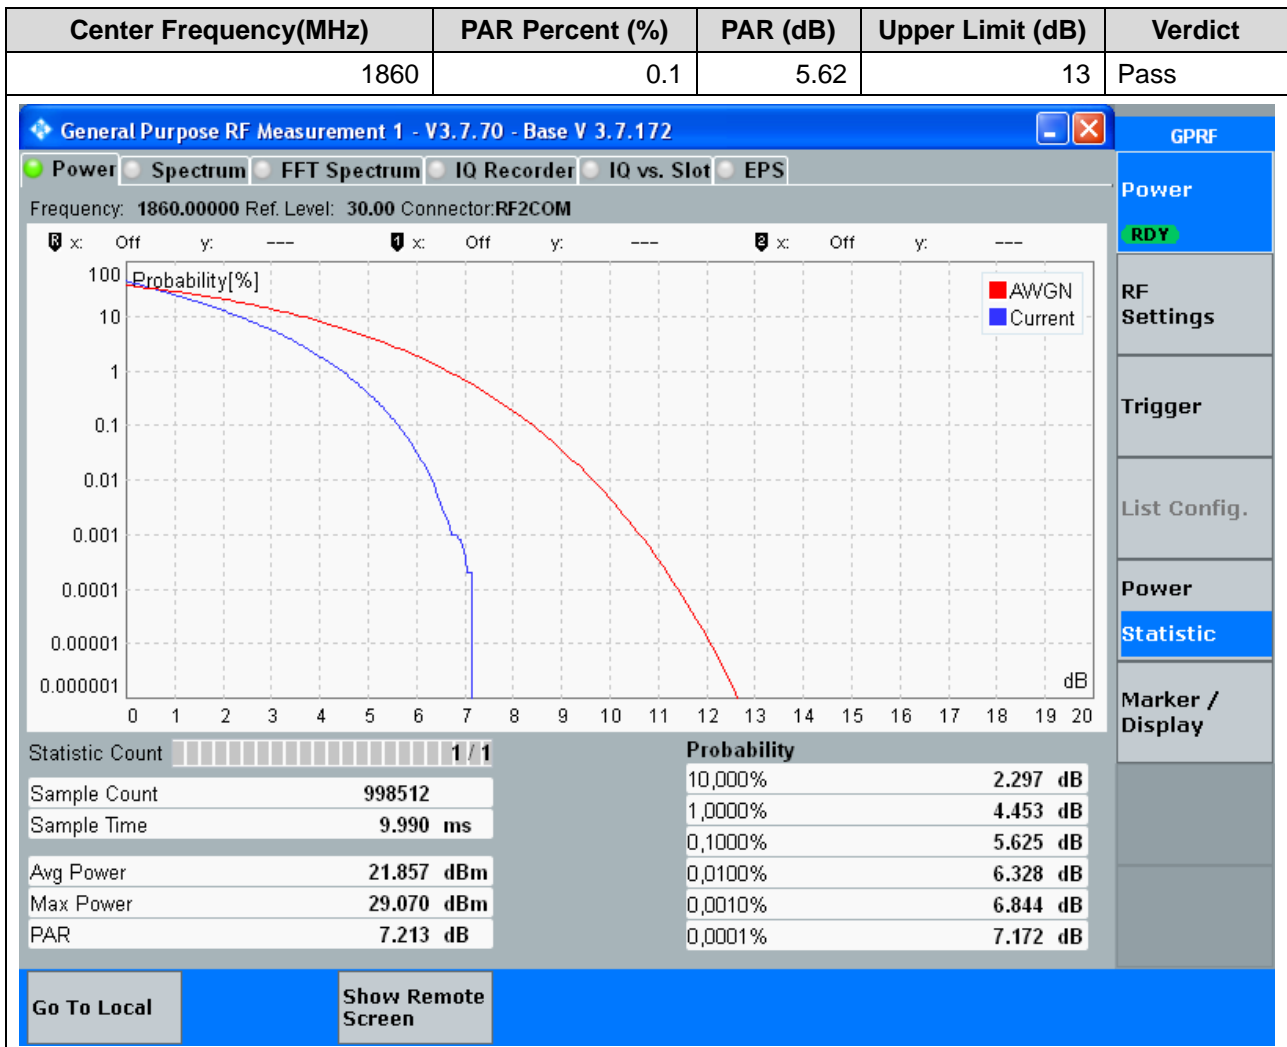 Center Frequency(MHz) PAR Percent (%) PAR (dB) Upper Limit (dB) Verdict
1860 0.1 5.62 13 Pass
General Purpose RF Measurement 1 - V3.7.70 - Base V 3.7.172
GPRF
Power Spectrum FFT Spectrum IQ Recorder IQ vs. Slot EPS
Power
RDY
Frequency: 1860.00000 Ref. Level: 30.00 Connector:RF2COM
R x: Off y: --- 1 x: Off y: --- 2 x: Off y: ---
Probability[%]
AWGN
Current
100
10
1
0.1
0.01
0.001
0.0001
0.00001
0.000001
dB
0 1 2 3 4 5 6 7 8 9 10 11 12 13 14 15 16 17 18 19 20
RF
Settings
Trigger
List Config.
Power
Statistic
Marker /
Display
Statistic Count 1 / 1
Sample Count 998512
Sample Time 9.990 ms
Avg Power 21.857 dBm
Max Power 29.070 dBm
PAR 7.213 dB
Probability
10,000% 2.297 dB
1,0000% 4.453 dB
0,1000% 5.625 dB
0,0100% 6.328 dB
0,0010% 6.844 dB
0,0001% 7.172 dB
Go To Local
Show Remote
Screen